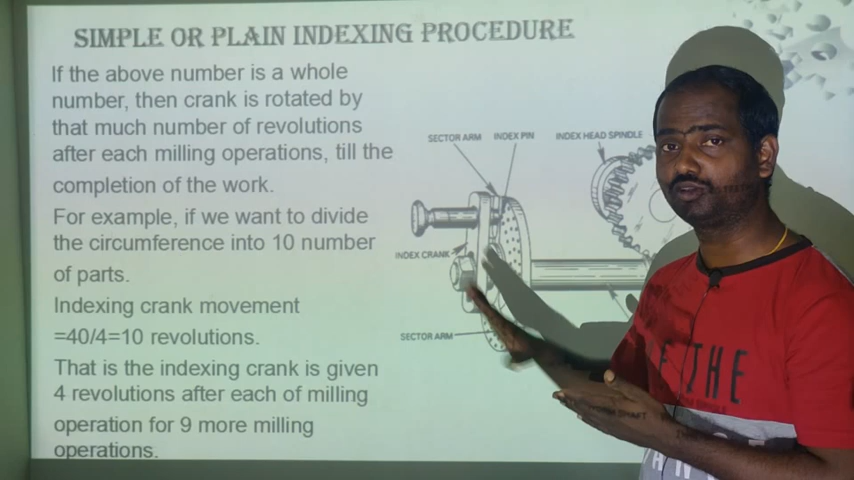 SIMPLE OR PLAIN INDEXING PROCEDURE
If the above number is a whole
number, then crank is rotated by
that much number of revolutions
after each milling operations, till the
completion of the work.
For example, if we want to divide
the circumference into 10 number
of parts.
Indexing crank movement
=40/4=10 revolutions.
That is the indexing crank is given
4 revolutions after each of milling
operation for 9 more milling
operations.
SECTOR ARM
INDEX PIN
INDEX HEAD SPINDLE
INDEX CRANK
SECTOR ARM
THE
SHAFT